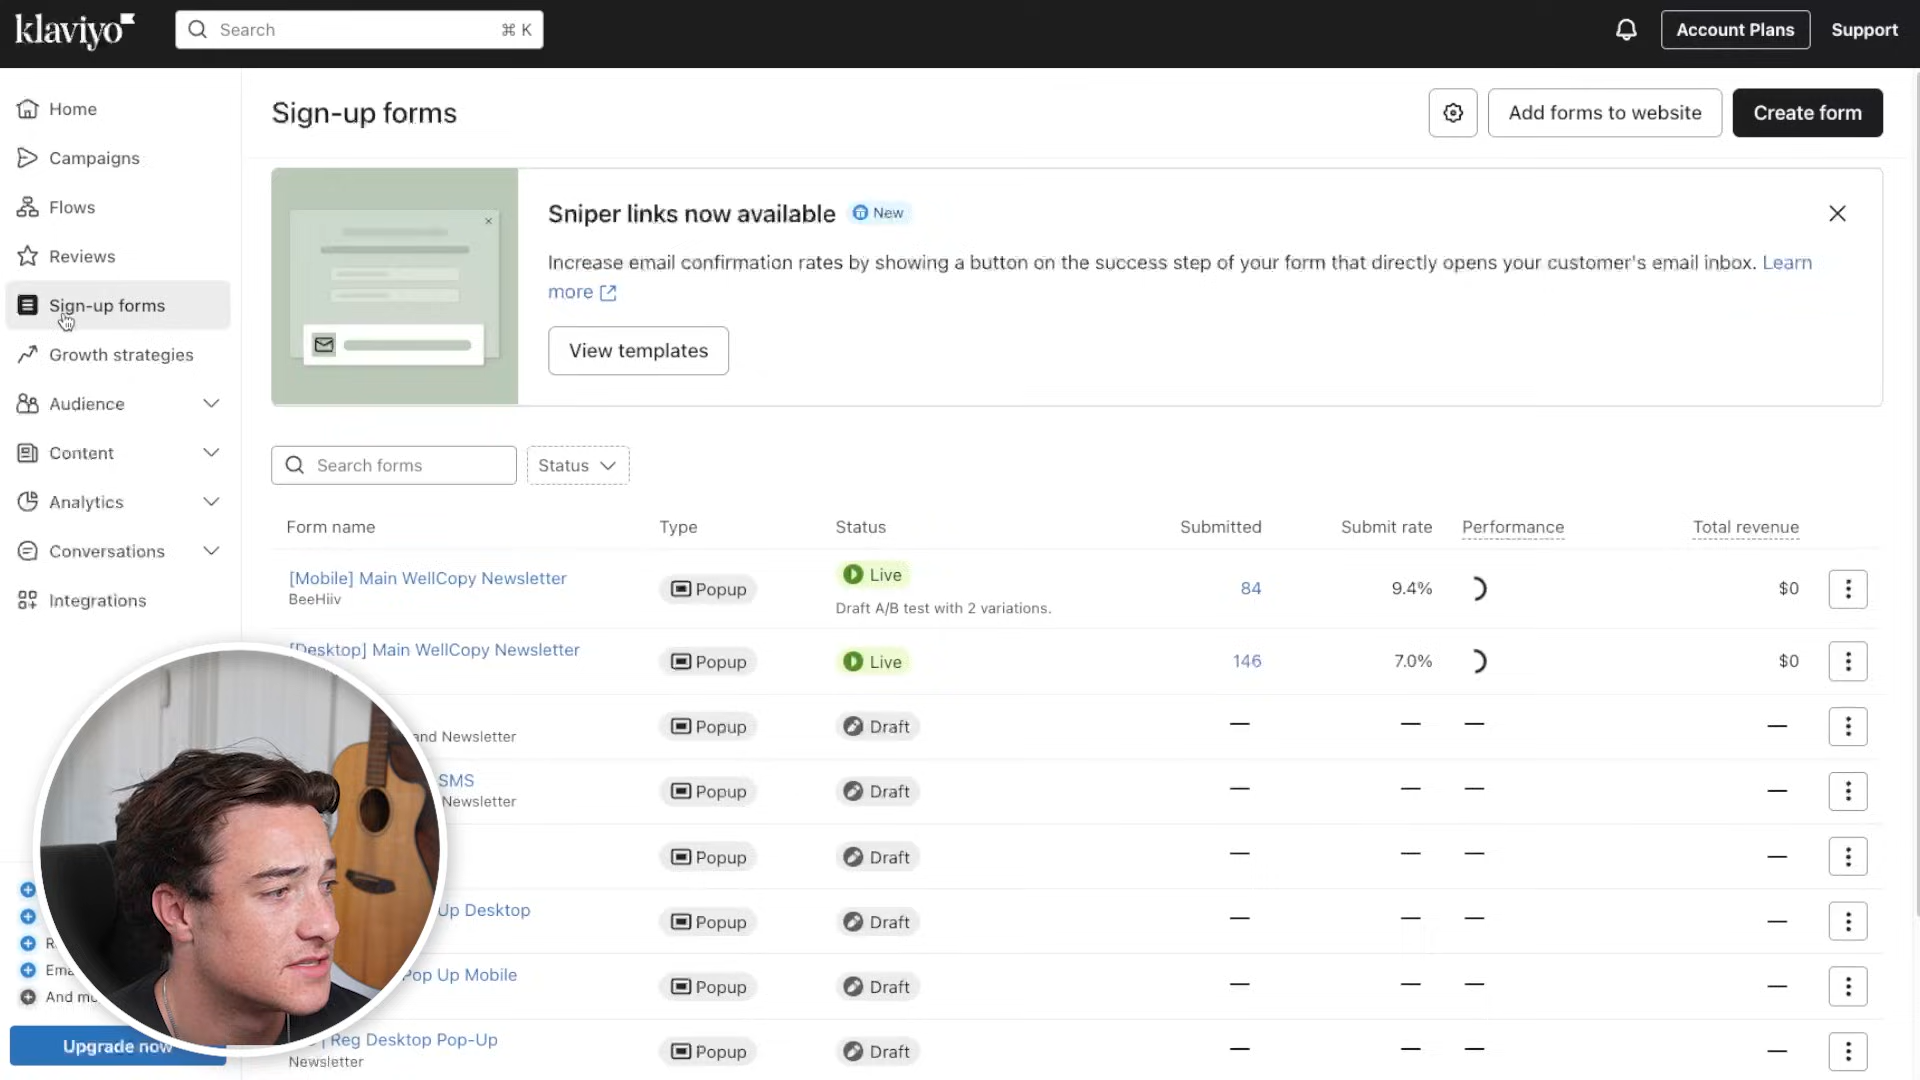 klaviyo
Search ⌘ K
Account Plans
Support
Home
Campaigns
Flows
Reviews
Sign-up forms
Growth strategies
Audience
Content
Analytics
Conversations
Integrations
Upgrade now
Sign-up forms
Add forms to website
Create form
Sniper links now available New
Increase email confirmation rates by showing a button on the success step of your form that directly opens your customer's email inbox. Learn
more
View templates
Search forms
Status
Form name Type Status Submitted Submit rate Performance Total revenue
[Mobile] Main WellCopy Newsletter
BeeHiiv
Popup
Live
Draft A/B test with 2 variations.
84 9.4% $0
[Desktop] Main WellCopy Newsletter
Popup Live 146 7.0% $0
and Newsletter
Popup Draft — — — —
SMS
Newsletter
Popup Draft — — — —
Popup Draft — — — —
Up Desktop
Popup Draft — — — —
Pop Up Mobile
Popup Draft — — — —
| Reg Desktop Pop-Up
Newsletter
Popup Draft — — — —